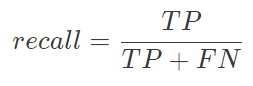 recall = TP / (TP + FN)